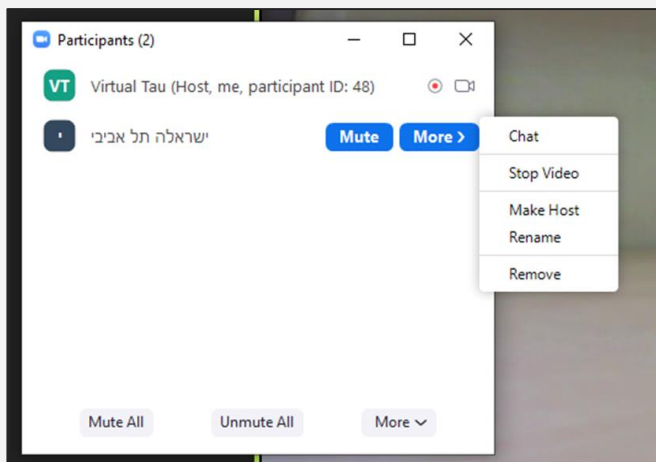 Participants (2)
VT Virtual Tau (Host, me, participant ID: 48)
י ישראלה תל אביבי Mute More >
Chat
Stop Video
Make Host
Rename
Remove
Mute All Unmute All More